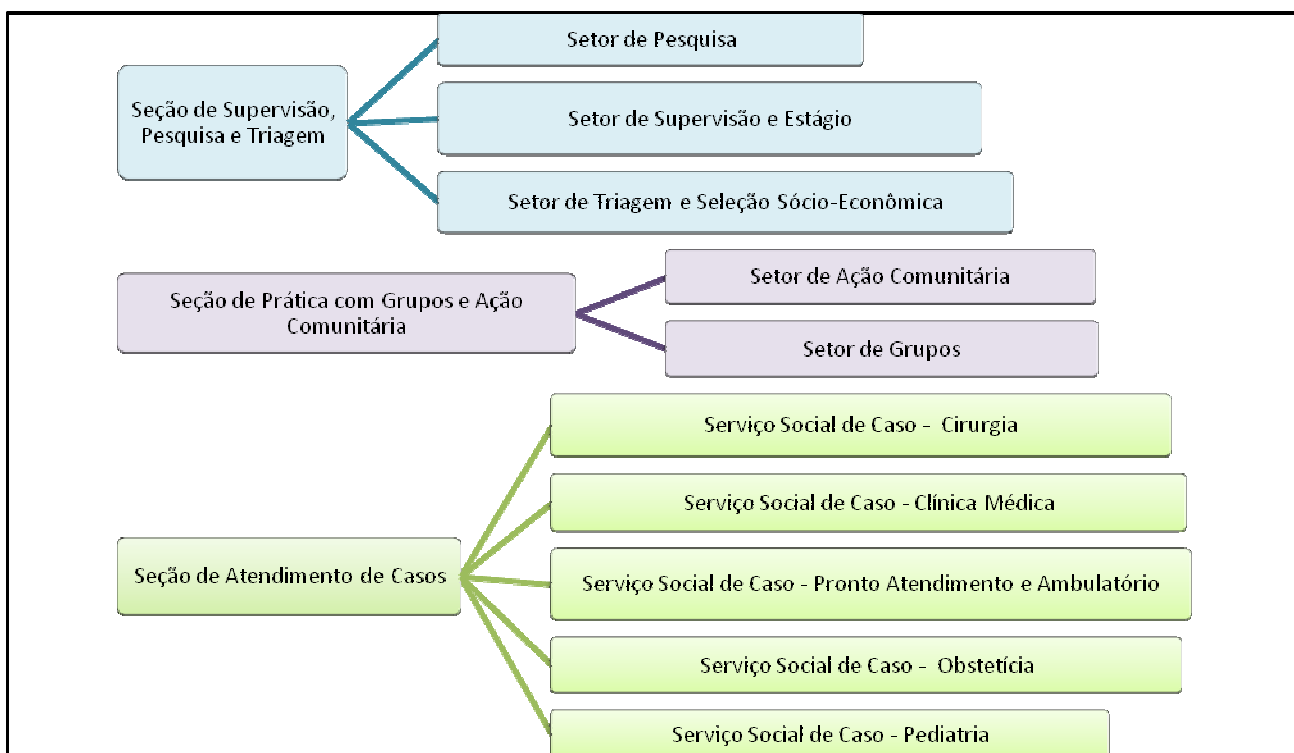 Setor de Pesquisa
Seção de Supervisão,
Pesquisa e Triagem
Setor de Supervisão e Estágio
Setor de Triagem e Seleção Sócio-Econômica
Seção de Prática com Grupos e Ação
Comunitária
Setor de Ação Comunitária
Setor de Grupos
Seção de Atendimento de Casos
Serviço Social de Caso - Cirurgia
Serviço Social de Caso - Clínica Médica
Serviço Social de Caso - Pronto Atendimento e Ambulatório
Serviço Social de Caso - Obstetícia
Serviço Social de Caso - Pediatria